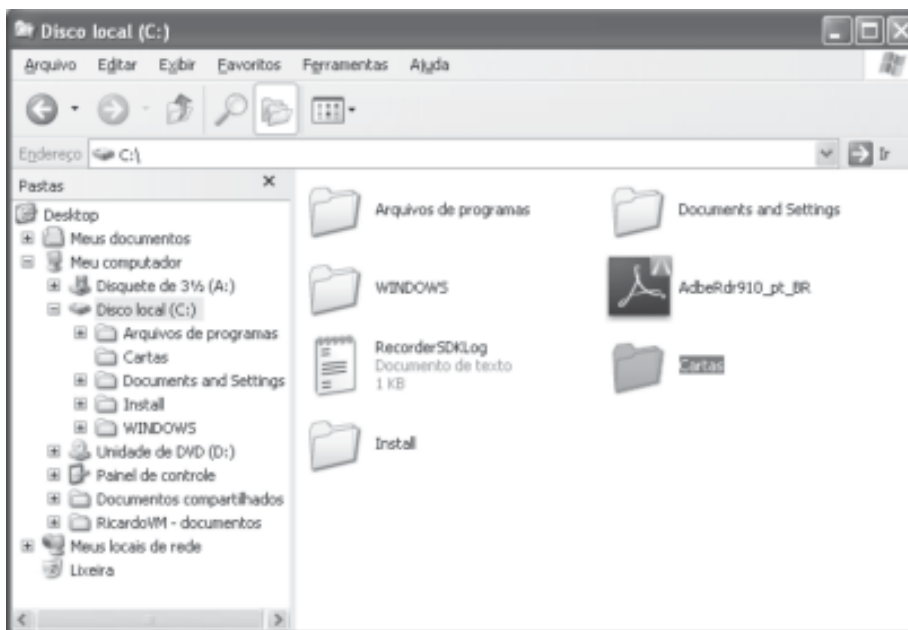 Disco local (C:)
Arquivo Editar Exibir Favoritos Ferramentas Ajuda
Endereço C:\ Ir
Pastas
Desktop
Meus documentos
Meu computador
Disquete de 3½ (A:)
Disco local (C:)
Arquivos de programas
Cartas
Documents and Settings
Install
WINDOWS
Unidade de DVD (D:)
Painel de controle
Documentos compartilhados
RicardoVM - documentos
Meus locais de rede
Lixeira
Arquivos de programas
Documents and Settings
WINDOWS
AdbeRdr910_pt_BR
RecorderSDKLog
Documento de texto
1 KB
Cartas
Install